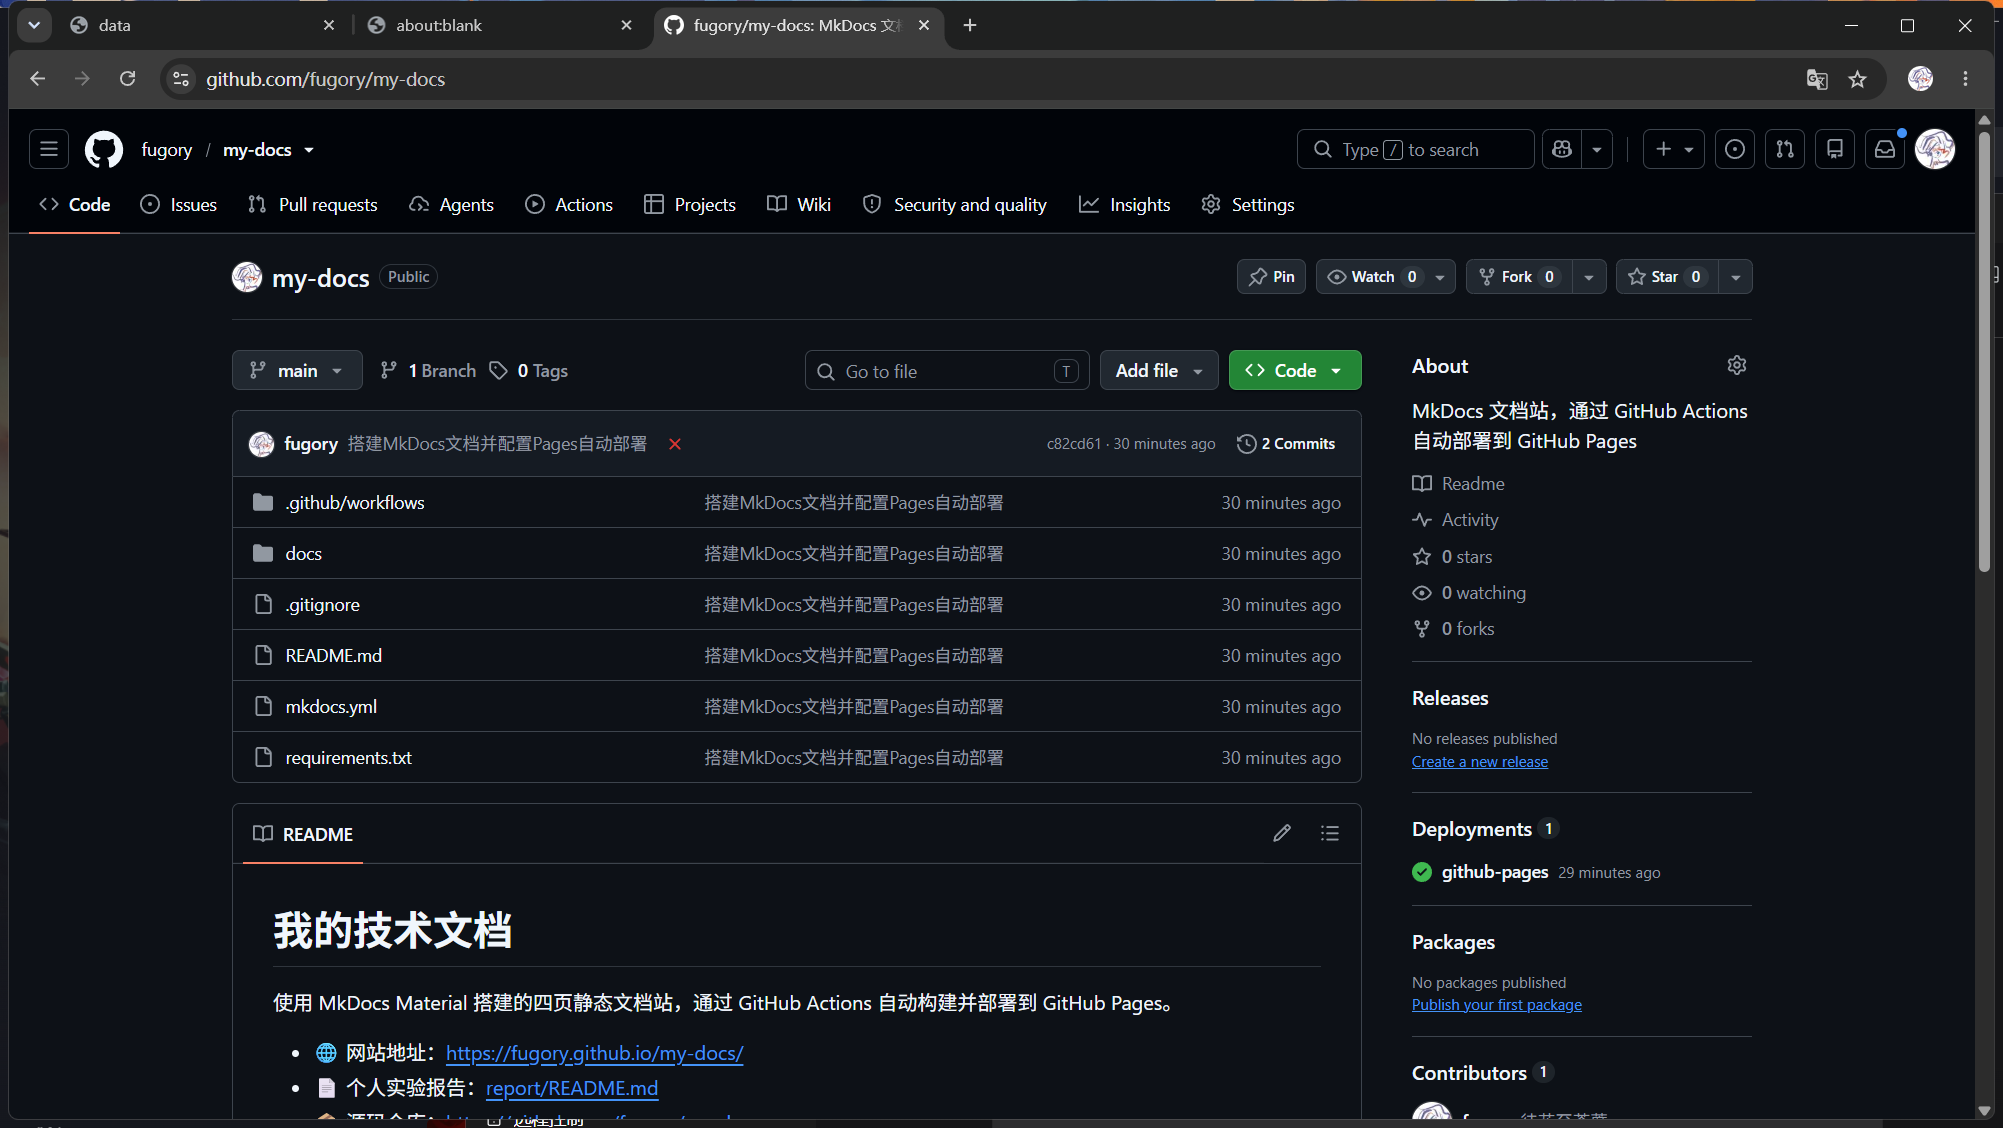 data
about:blank
fugory/my-docs: MkDocs 文
github.com/fugory/my-docs
fugory / my-docs
Type / to search
Code
Issues
Pull requests
Agents
Actions
Projects
Wiki
Security and quality
Insights
Settings
my-docs Public
Pin
Watch 0
Fork 0
Star 0
main
1 Branch
0 Tags
Go to file T
Add file
Code
fugory 搭建MkDocs文档并配置Pages自动部署 c82cd61 · 30 minutes ago 2 Commits
.github/workflows 搭建MkDocs文档并配置Pages自动部署 30 minutes ago
docs 搭建MkDocs文档并配置Pages自动部署 30 minutes ago
.gitignore 搭建MkDocs文档并配置Pages自动部署 30 minutes ago
README.md 搭建MkDocs文档并配置Pages自动部署 30 minutes ago
mkdocs.yml 搭建MkDocs文档并配置Pages自动部署 30 minutes ago
requirements.txt 搭建MkDocs文档并配置Pages自动部署 30 minutes ago
README
我的技术文档
使用 MkDocs Material 搭建的四页静态文档站，通过 GitHub Actions 自动构建并部署到 GitHub Pages。
网站地址：https://fugory.github.io/my-docs/
个人实验报告：report/README.md
About
MkDocs 文档站，通过 GitHub Actions
自动部署到 GitHub Pages
Readme
Activity
0 stars
0 watching
0 forks
Releases
No releases published
Create a new release
Deployments 1
github-pages 29 minutes ago
Packages
No packages published
Publish your first package
Contributors 1